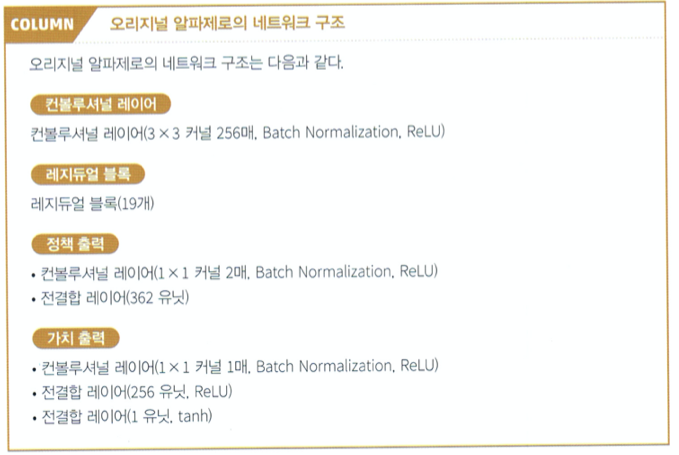 COLUMN 오리지널 알파제로의 네트워크 구조
오리지널 알파제로의 네트워크 구조는 다음과 같다.
컨볼루셔널 레이어
컨볼루셔널 레이어(3×3 커널 256매, Batch Normalization, ReLU)
레지듀얼 블록
레지듀얼 블록(19개)
정책 출력
• 컨볼루셔널 레이어(1×1 커널 2매, Batch Normalization, ReLU)
• 전결합 레이어(362 유닛)
가치 출력
• 컨볼루셔널 레이어(1×1 커널 1매, Batch Normalization, ReLU)
• 전결합 레이어(256 유닛, ReLU)
• 전결합 레이어(1 유닛, tanh)